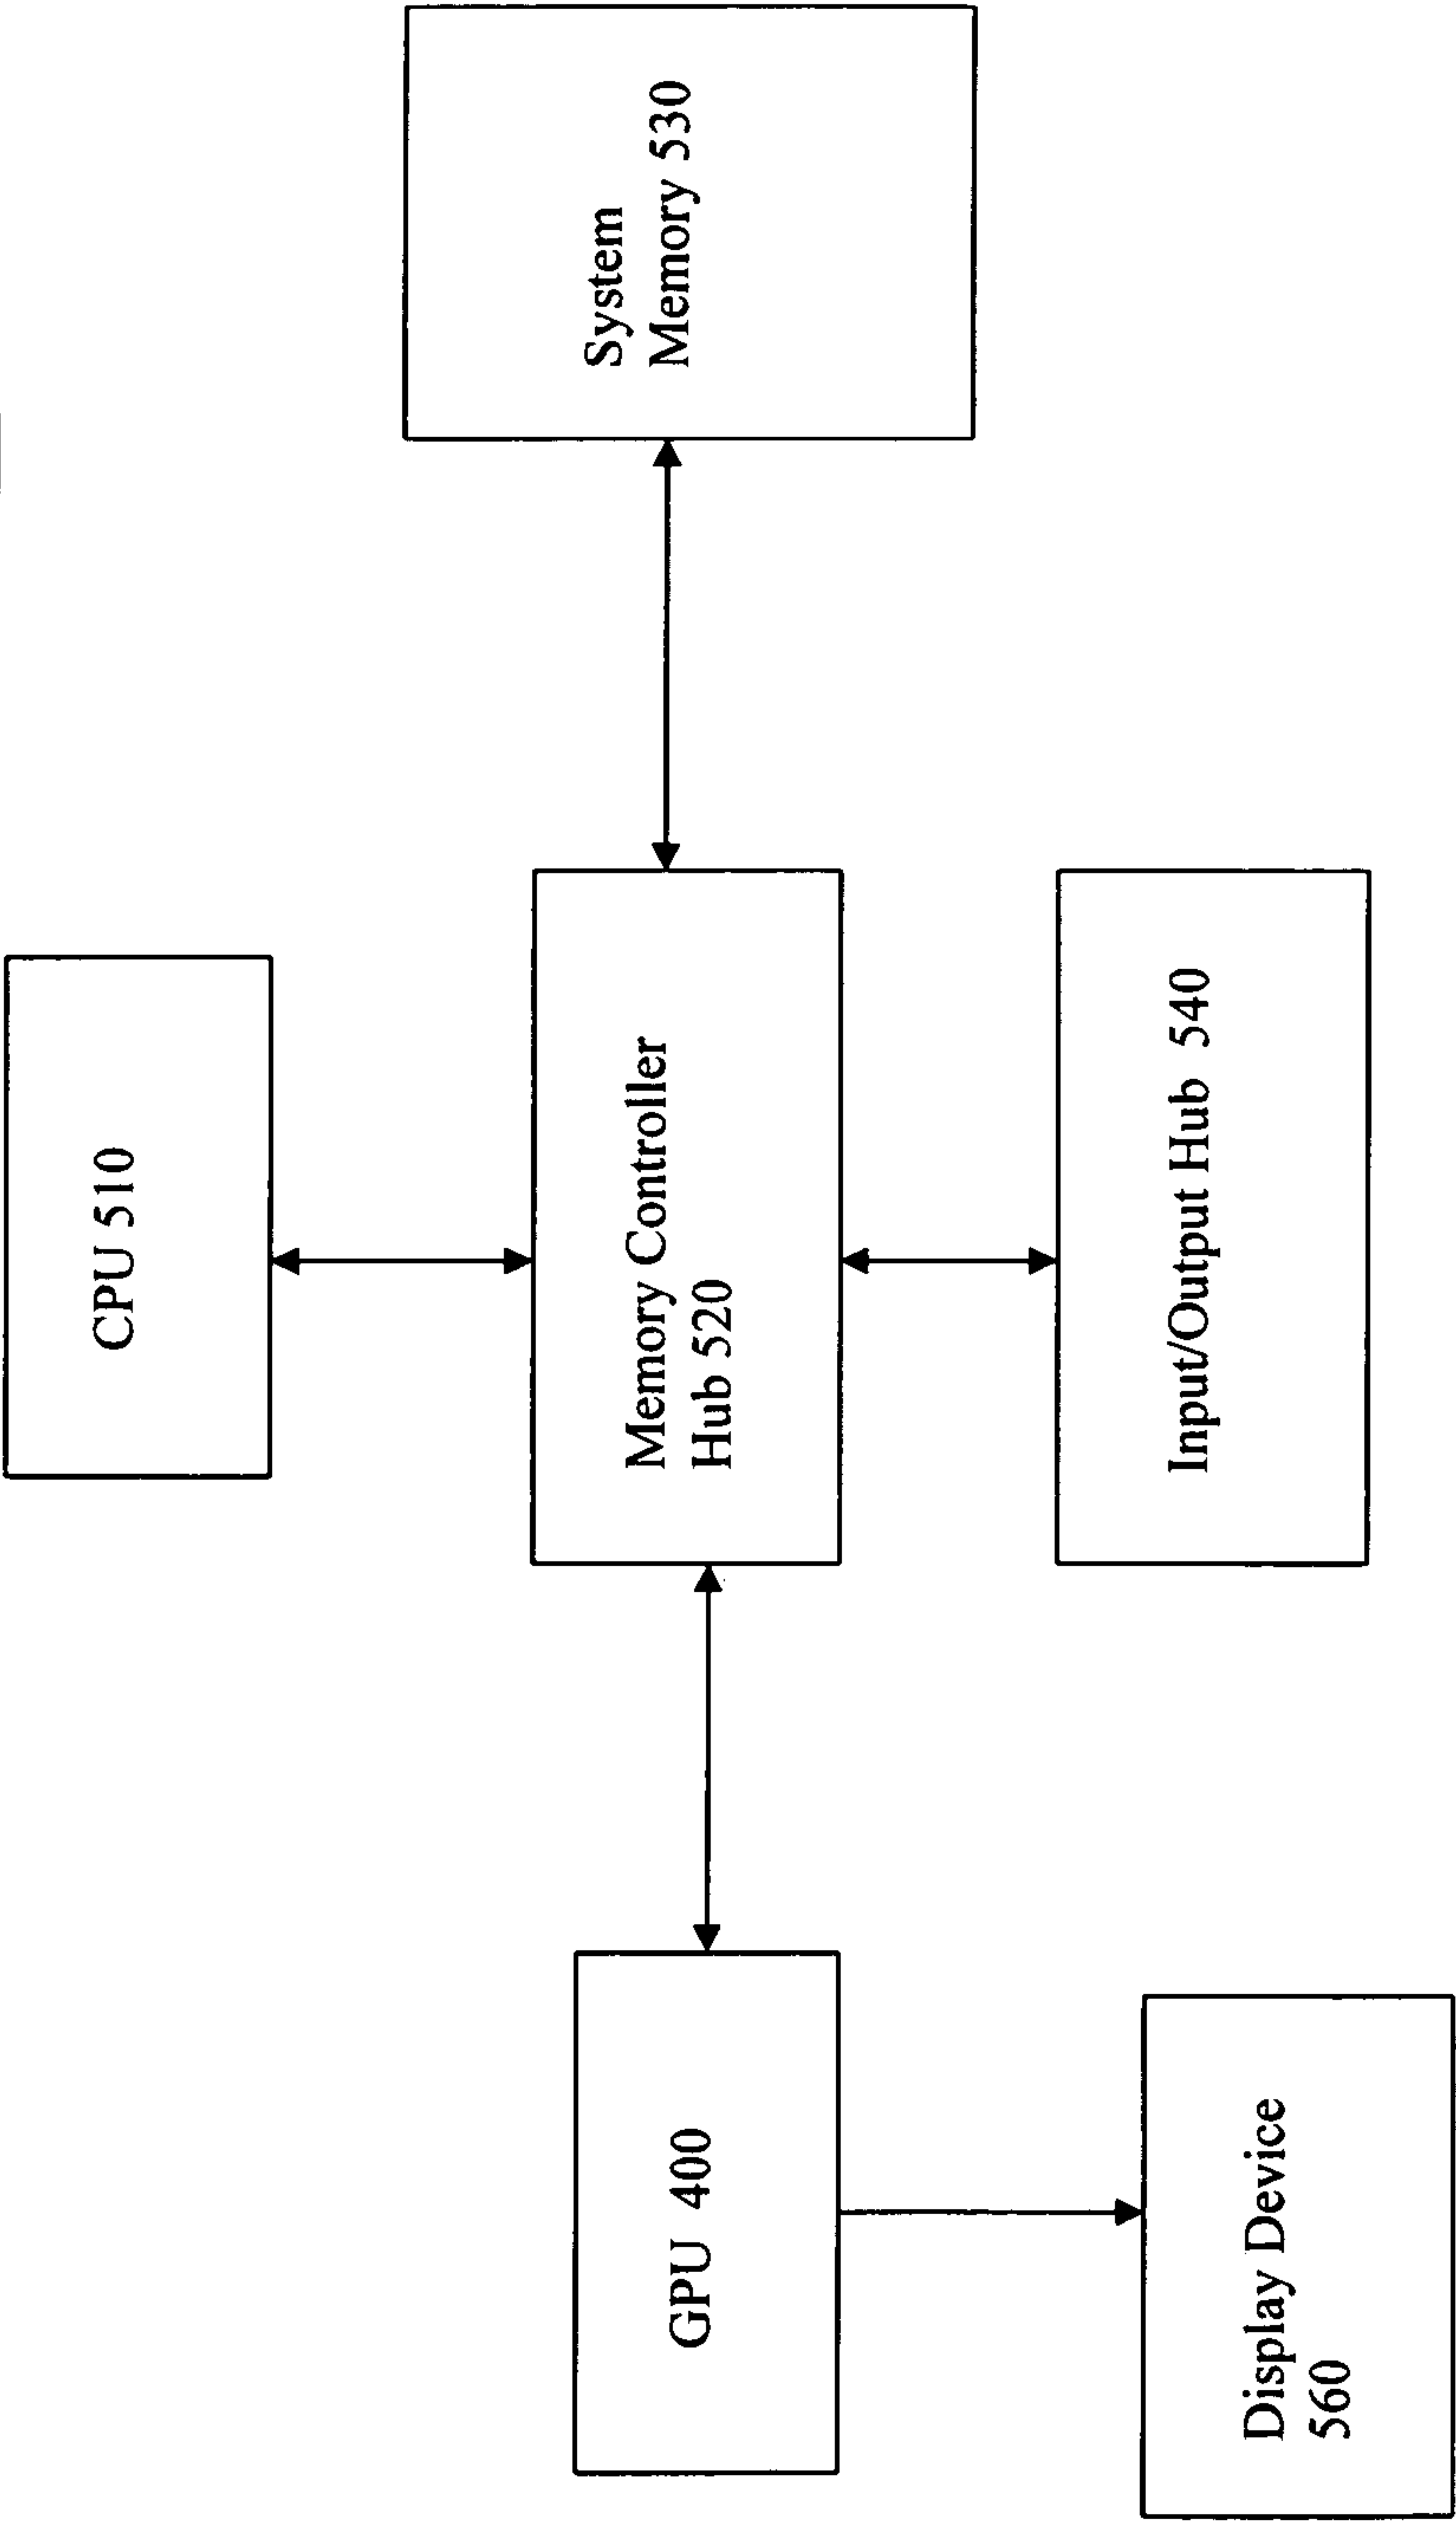 CPU 510
GPU 400
Memory Controller
Hub 520
System
Memory 530
Display Device
560
Input/Output Hub 540